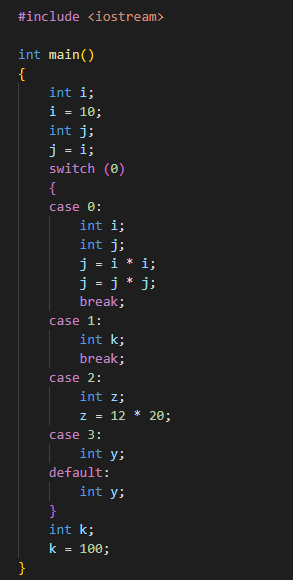 #include <iostream>
int main()
{
int i;
i = 10;
int j;
j = i;
switch (0)
{
case 0:
int i;
int j;
j = i * i;
j = j * j;
break;
case 1:
int k;
break;
case 2:
int z;
z = 12 * 20;
case 3:
int y;
default:
int y;
}
int k;
k = 100;
}